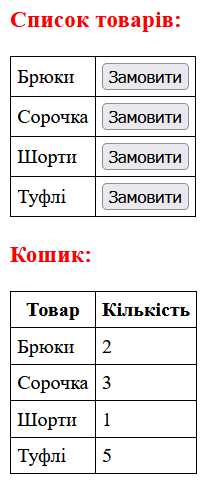 Список товарів:
Брюки Замовити
Сорочка Замовити
Шорти Замовити
Туфлі Замовити
Кошик:
Товар Кількість
Брюки 2
Сорочка 3
Шорти 1
Туфлі 5